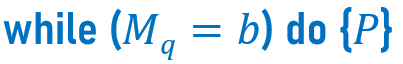 while (M_q = b) do {P}